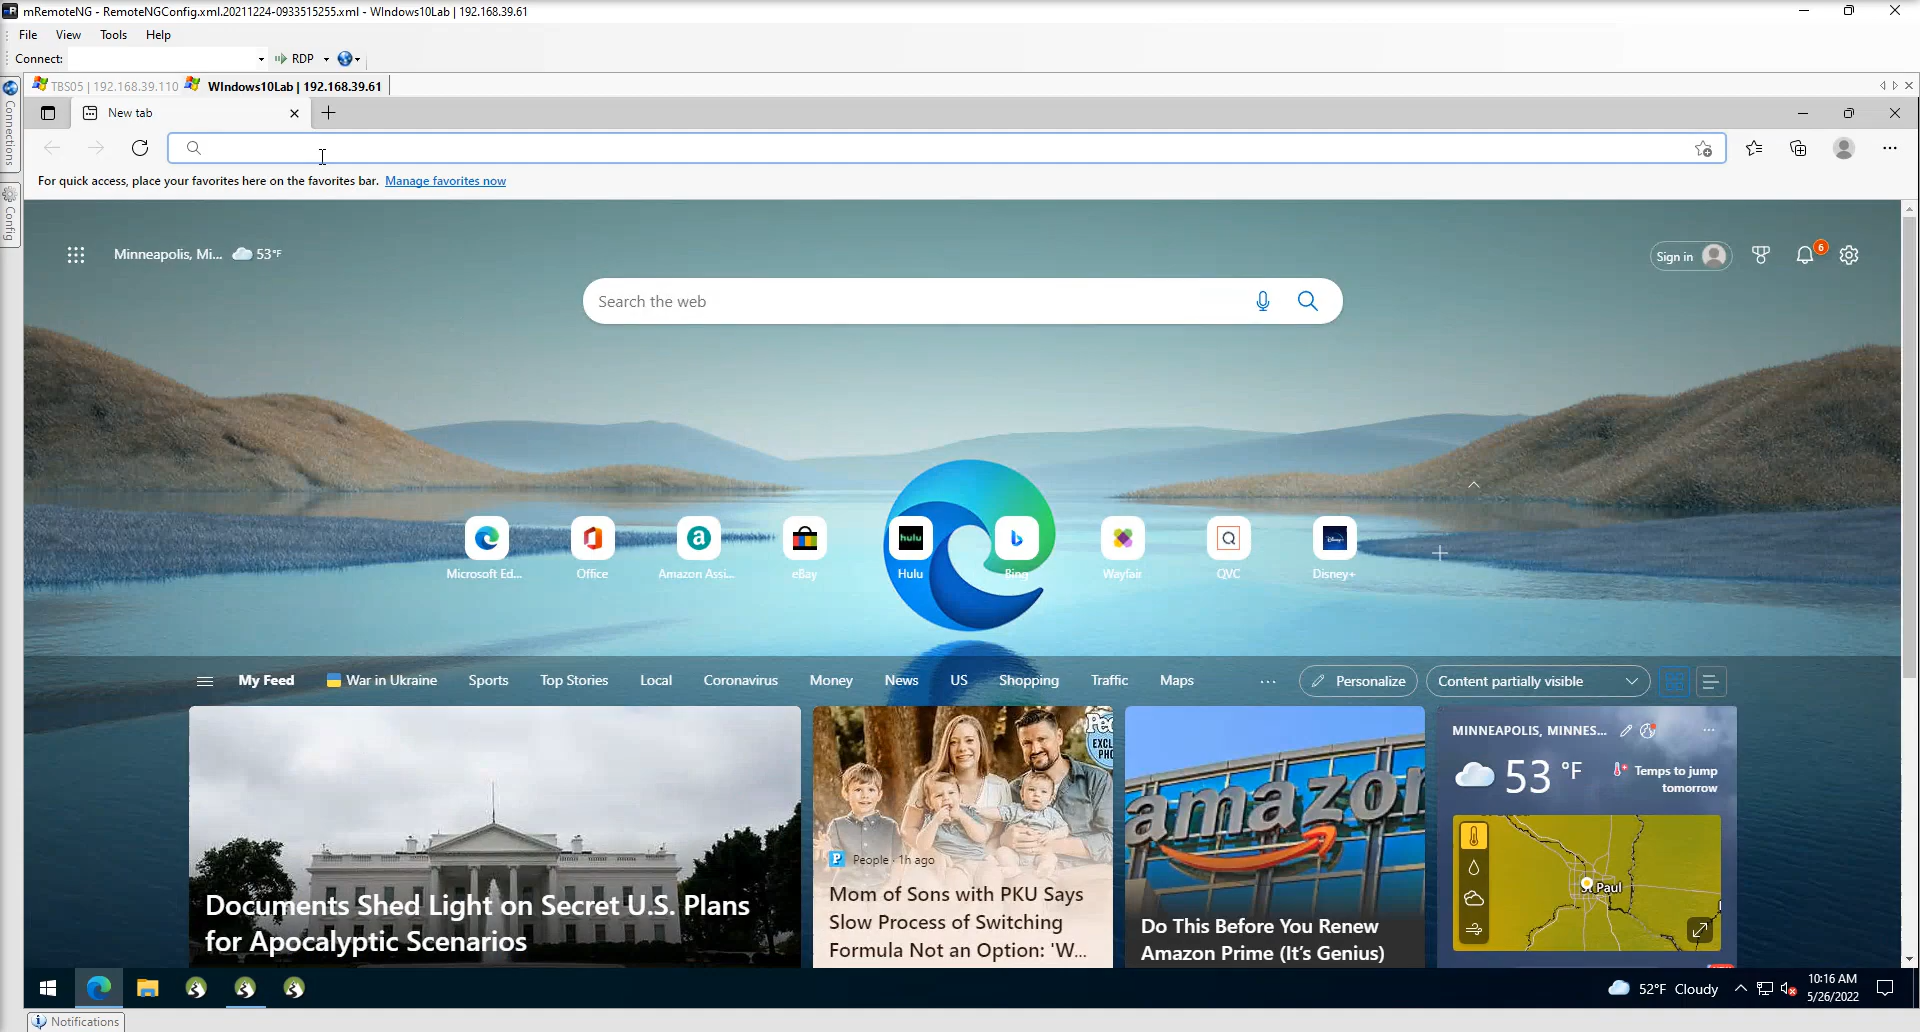 mRemoteNG - RemoteNGConfig.xml.20211224-0933515255.xml - WIndows10Lab | 192.168.39.61
File View Tools Help
Connect: RDP
TBS05 | 192.168.39.110 WIndows10Lab | 192.168.39.61
Connections
Config
New tab
For quick access, place your favorites here on the favorites bar. Manage favorites now
Minneapolis, Mi... 53°F
Sign in 6
Search the web
hulu
Disney+
Microsoft Ed... Office Amazon Assi... eBay Hulu Bing Wayfair QVC Disney+
My Feed War in Ukraine Sports Top Stories Local Coronavirus Money News US Shopping Traffic Maps ... Personalize Content partially visible
Documents Shed Light on Secret U.S. Plans
for Apocalyptic Scenarios
People · 1h ago
Mom of Sons with PKU Says
Slow Process of Switching
Formula Not an Option: 'W...
amazon
Do This Before You Renew
Amazon Prime (It's Genius)
MINNEAPOLIS, MINNES...
53 °F
Temps to jump
tomorrow
St Paul
52°F Cloudy
10:16 AM
5/26/2022
Notifications